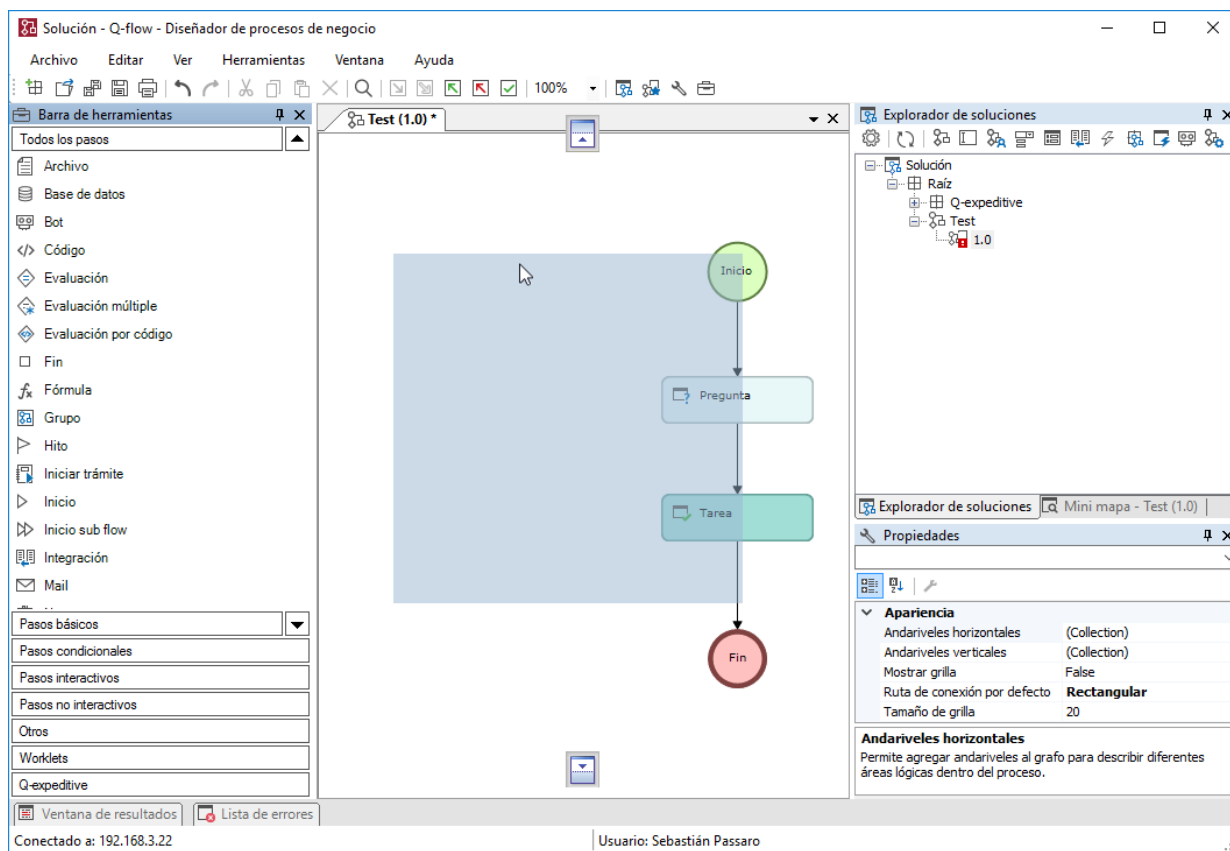 Solución - Q-flow - Diseñador de procesos de negocio
Archivo Editar Ver Herramientas Ventana Ayuda
100%
Barra de herramientas
Todos los pasos
Archivo
Base de datos
Bot
Código
Evaluación
Evaluación múltiple
Evaluación por código
Fin
Fórmula
Grupo
Hito
Iniciar trámite
Inicio
Inicio sub flow
Integración
Mail
Pasos básicos
Pasos condicionales
Pasos interactivos
Pasos no interactivos
Otros
Worklets
Q-expeditive
Test (1.0) *
Inicio
Pregunta
Tarea
Fin
Explorador de soluciones
Solución
Raíz
Q-expeditive
Test
1.0
Explorador de soluciones Mini mapa - Test (1.0)
Propiedades
Apariencia
Andariveles horizontales (Collection)
Andariveles verticales (Collection)
Mostrar grilla False
Ruta de conexión por defecto Rectangular
Tamaño de grilla 20
Andariveles horizontales
Permite agregar andariveles al grafo para describir diferentes
áreas lógicas dentro del proceso.
Ventana de resultados Lista de errores
Conectado a: 192.168.3.22 Usuario: Sebastián Passaro